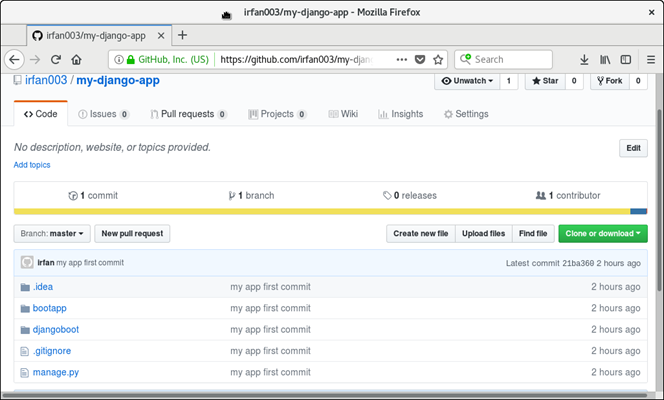 irfan003/my-django-app - Mozilla Firefox
irfan003/my-django-app
GitHub, Inc. (US) https://github.com/irfan003/my-djan Search
irfan003 / my-django-app Unwatch 1 Star 0 Fork 0
Code Issues 0 Pull requests 0 Projects 0 Wiki Insights Settings
No description, website, or topics provided. Edit
Add topics
1 commit 1 branch 0 releases 1 contributor
Branch: master New pull request Create new file Upload files Find file Clone or download
irfan my app first commit Latest commit 21ba360 2 hours ago
.idea my app first commit 2 hours ago
bootapp my app first commit 2 hours ago
djangoboot my app first commit 2 hours ago
.gitignore my app first commit 2 hours ago
manage.py my app first commit 2 hours ago